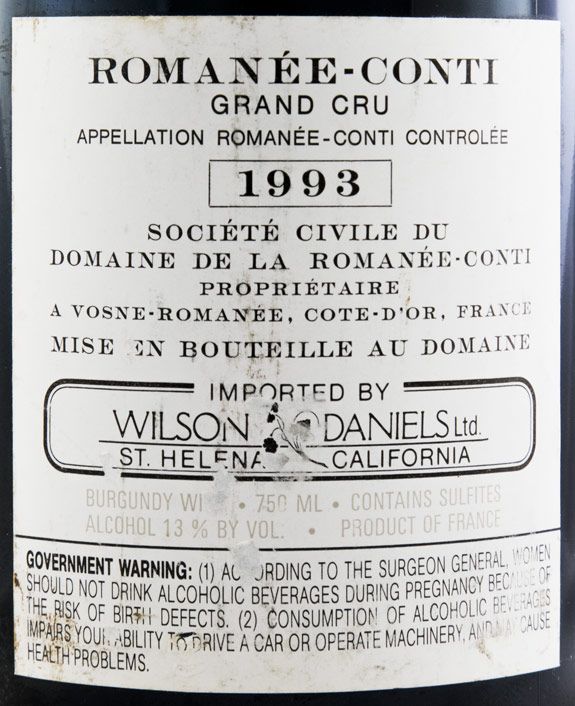 ROMANÉE-CONTI
GRAND CRU
APPELLATION ROMANÉE-CONTI CONTROLÉE
1993
SOCIÉTÉ CIVILE DU
DOMAINE DE LA ROMANÉE-CONTI
PROPRIÉTAIRE
A VOSNE-ROMANÉE, COTE-D'OR, FRANCE
MISE EN BOUTEILLE AU DOMAINE
IMPORTED BY
WILSON DANIELS Ltd.
ST. HELENA CALIFORNIA
BURGUNDY WINE • 750 ML • CONTAINS SULFITES
ALCOHOL 13 % BY VOL. • PRODUCT OF FRANCE
GOVERNMENT WARNING: (1) ACCORDING TO THE SURGEON GENERAL, WOMEN
SHOULD NOT DRINK ALCOHOLIC BEVERAGES DURING PREGNANCY BECAUSE OF
THE RISK OF BIRTH DEFECTS. (2) CONSUMPTION OF ALCOHOLIC BEVERAGES
IMPAIRS YOUR ABILITY TO DRIVE A CAR OR OPERATE MACHINERY, AND MAY CAUSE
HEALTH PROBLEMS.